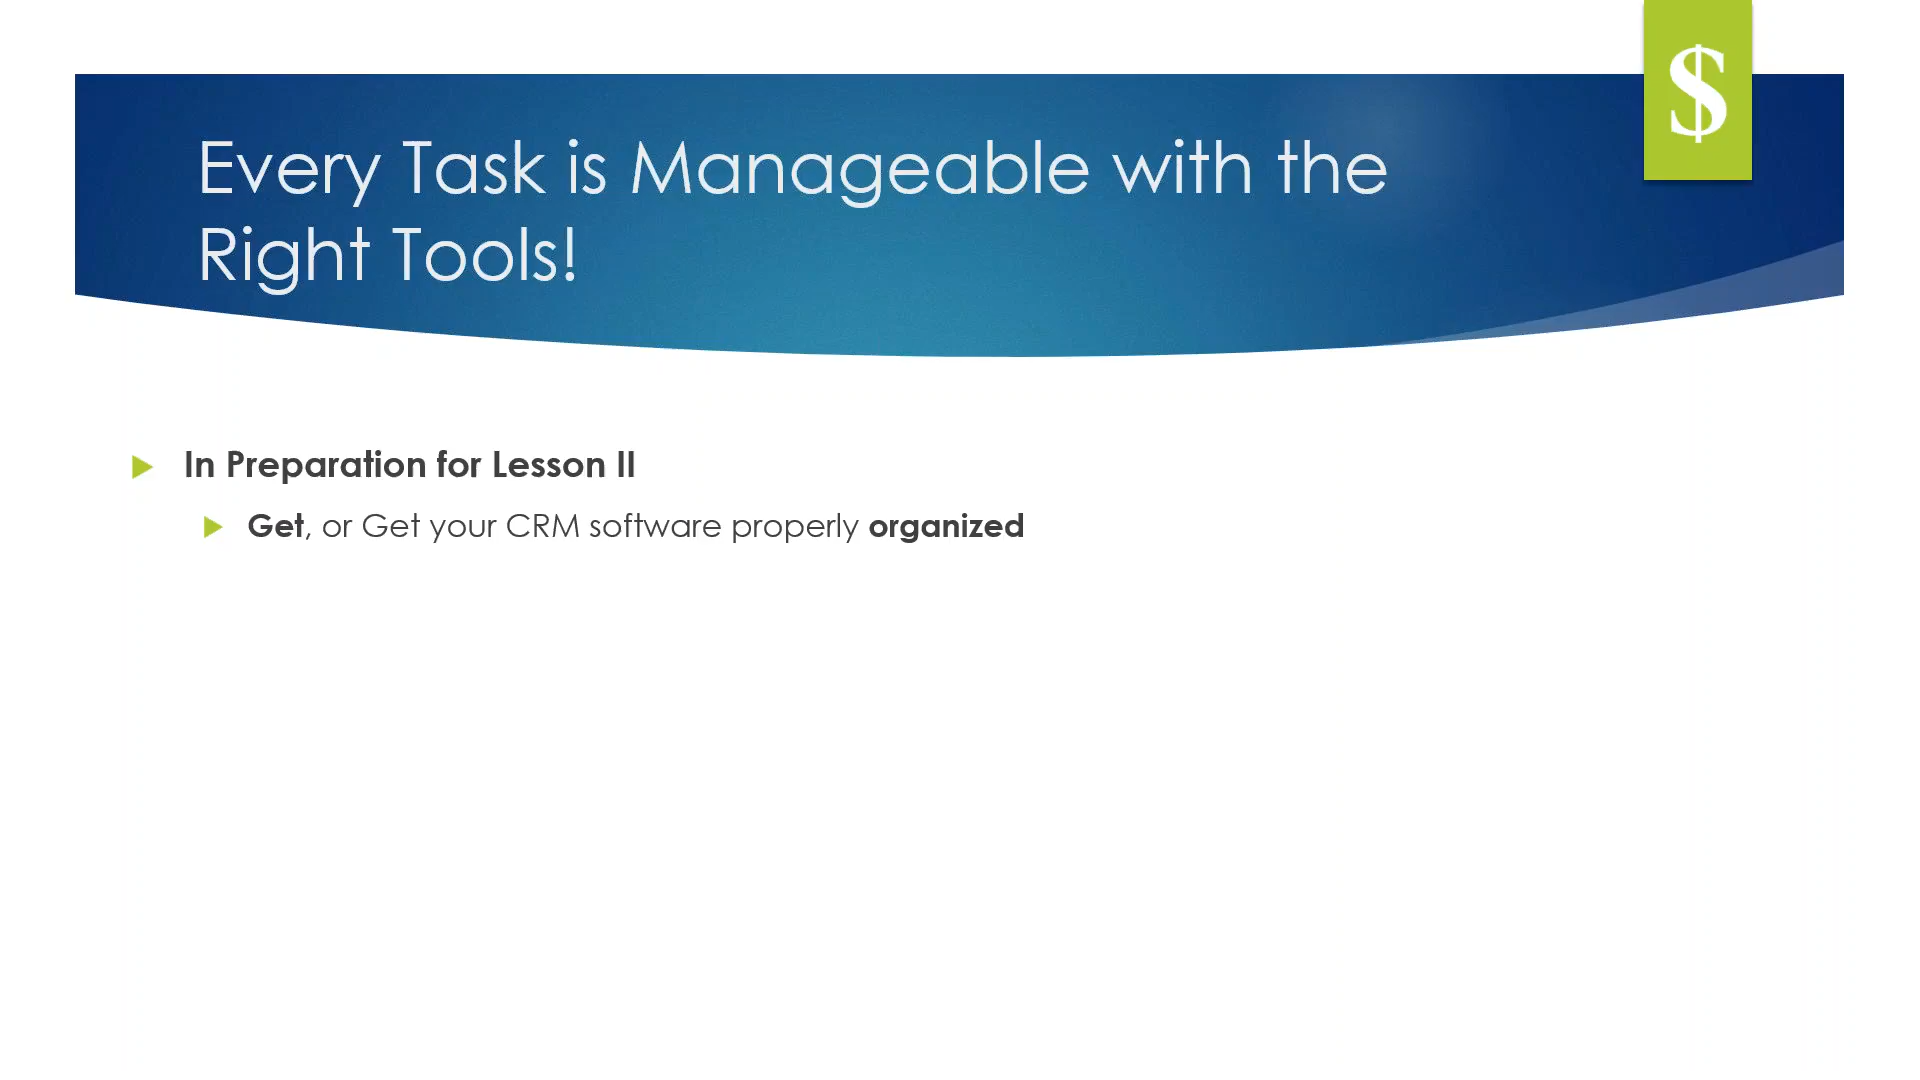 $
Every Task is Manageable with the
Right Tools!
In Preparation for Lesson II
Get, or Get your CRM software properly organized